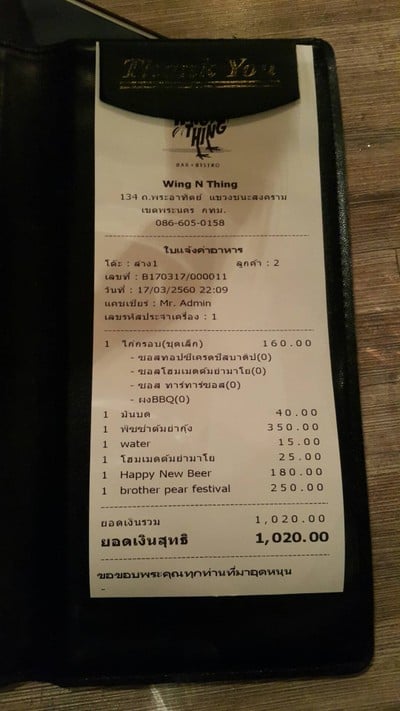 Thank You
THING
BAR • BISTRO
Wing N Thing
134 ถ.พระอาทิตย์ แขวงชนะสงคราม
เขตพระนคร กทม.
086-605-0158
ใบแจ้งค่าอาหาร
โต๊ะ : ล่าง1 ลูกค้า : 2
เลขที่ : B170317/000011
วันที่ : 17/03/2560 22:09
แคชเชียร์ : Mr. Admin
เลขรหัสประจำเครื่อง : 1
1 ไก่กรอบ(ชุดเล็ก) 160.00
- ซอสทอปซีเครตชีสบาติป(0)
- ซอสโฮมเมดต้มยำมาโย(0)
- ซอส ทาร์ทาร์ซอส(0)
- ผงBBQ(0)
1 มันบด 40.00
1 พิซซ่าต้มยำกุ้ง 350.00
1 water 15.00
1 โฮมเมดต้มยำมาโย 25.00
1 Happy New Beer 180.00
1 brother pear festival 250.00
ยอดเงินรวม 1,020.00
ยอดเงินสุทธิ 1,020.00
ขอขอบพระคุณทุกท่านที่มาอุดหนุน
-